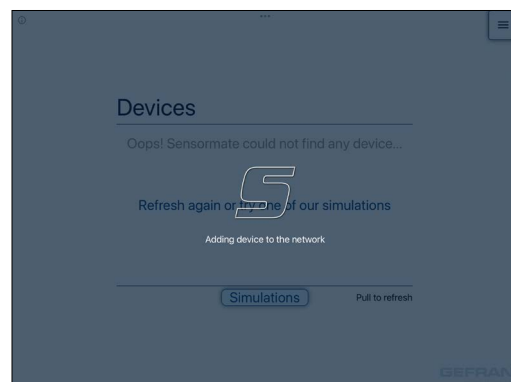 Devices
Oops! Sensormate could not find any device...
Refresh again or try one of our simulations
Adding device to the network
Simulations
Pull to refresh
GEFRAN